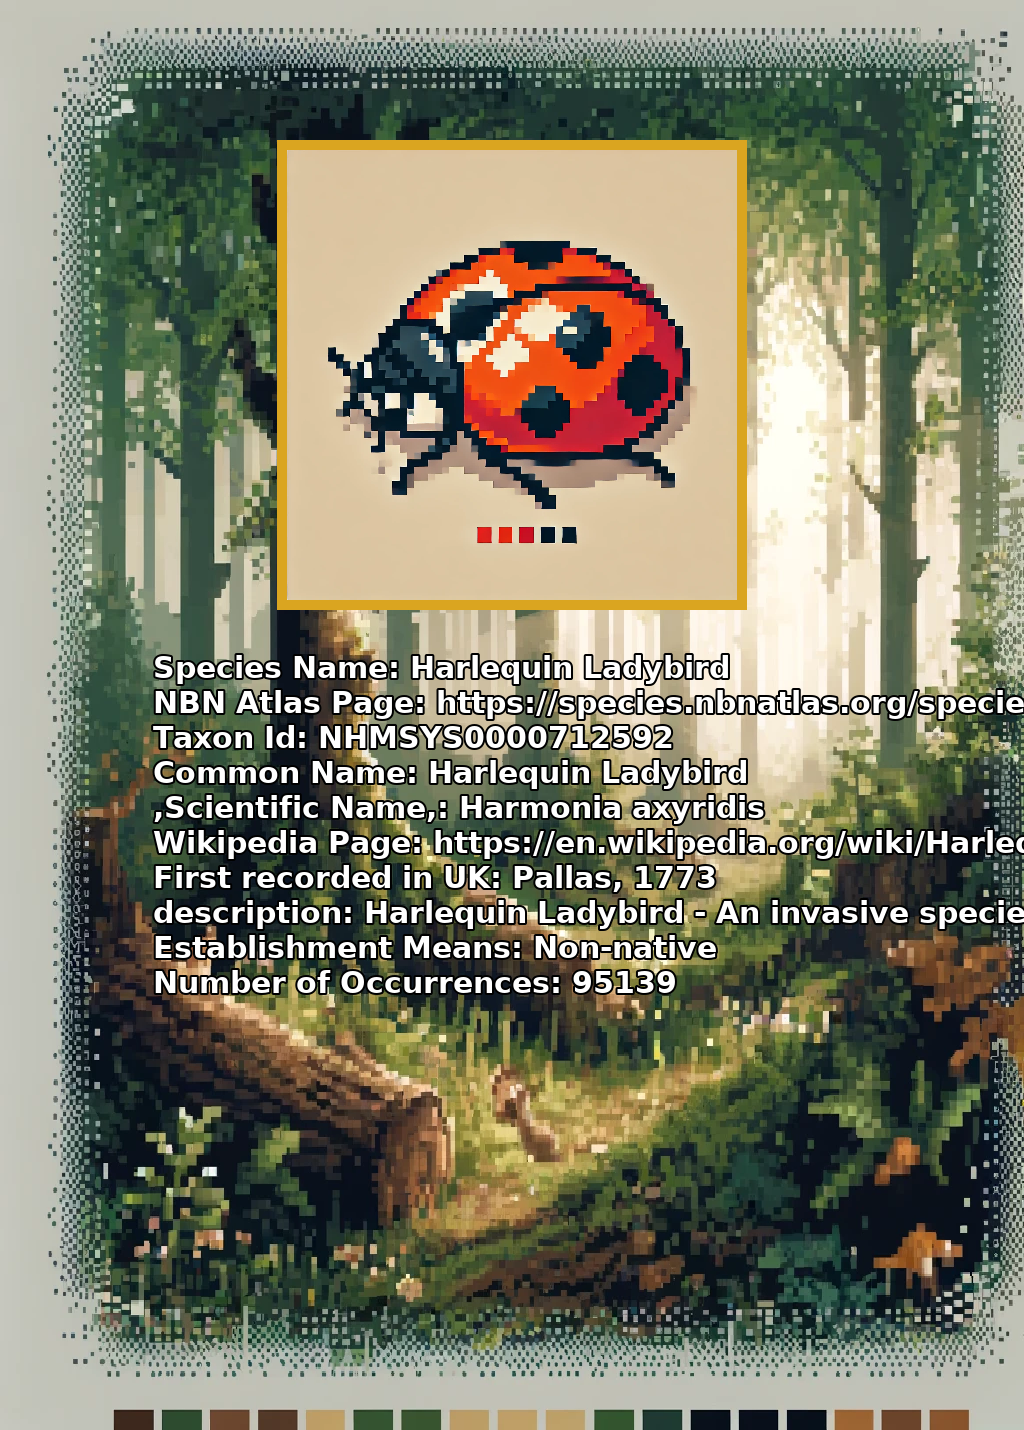 Species Name: Harlequin Ladybird
NBN Atlas Page: https://species.nbnatlas.org/specie
Taxon Id: NHMSYS0000712592
Common Name: Harlequin Ladybird
,Scientific Name,: Harmonia axyridis
Wikipedia Page: https://en.wikipedia.org/wiki/Harlec
First recorded in UK: Pallas, 1773
description: Harlequin Ladybird - An invasive specie
Establishment Means: Non-native
Number of Occurrences: 95139